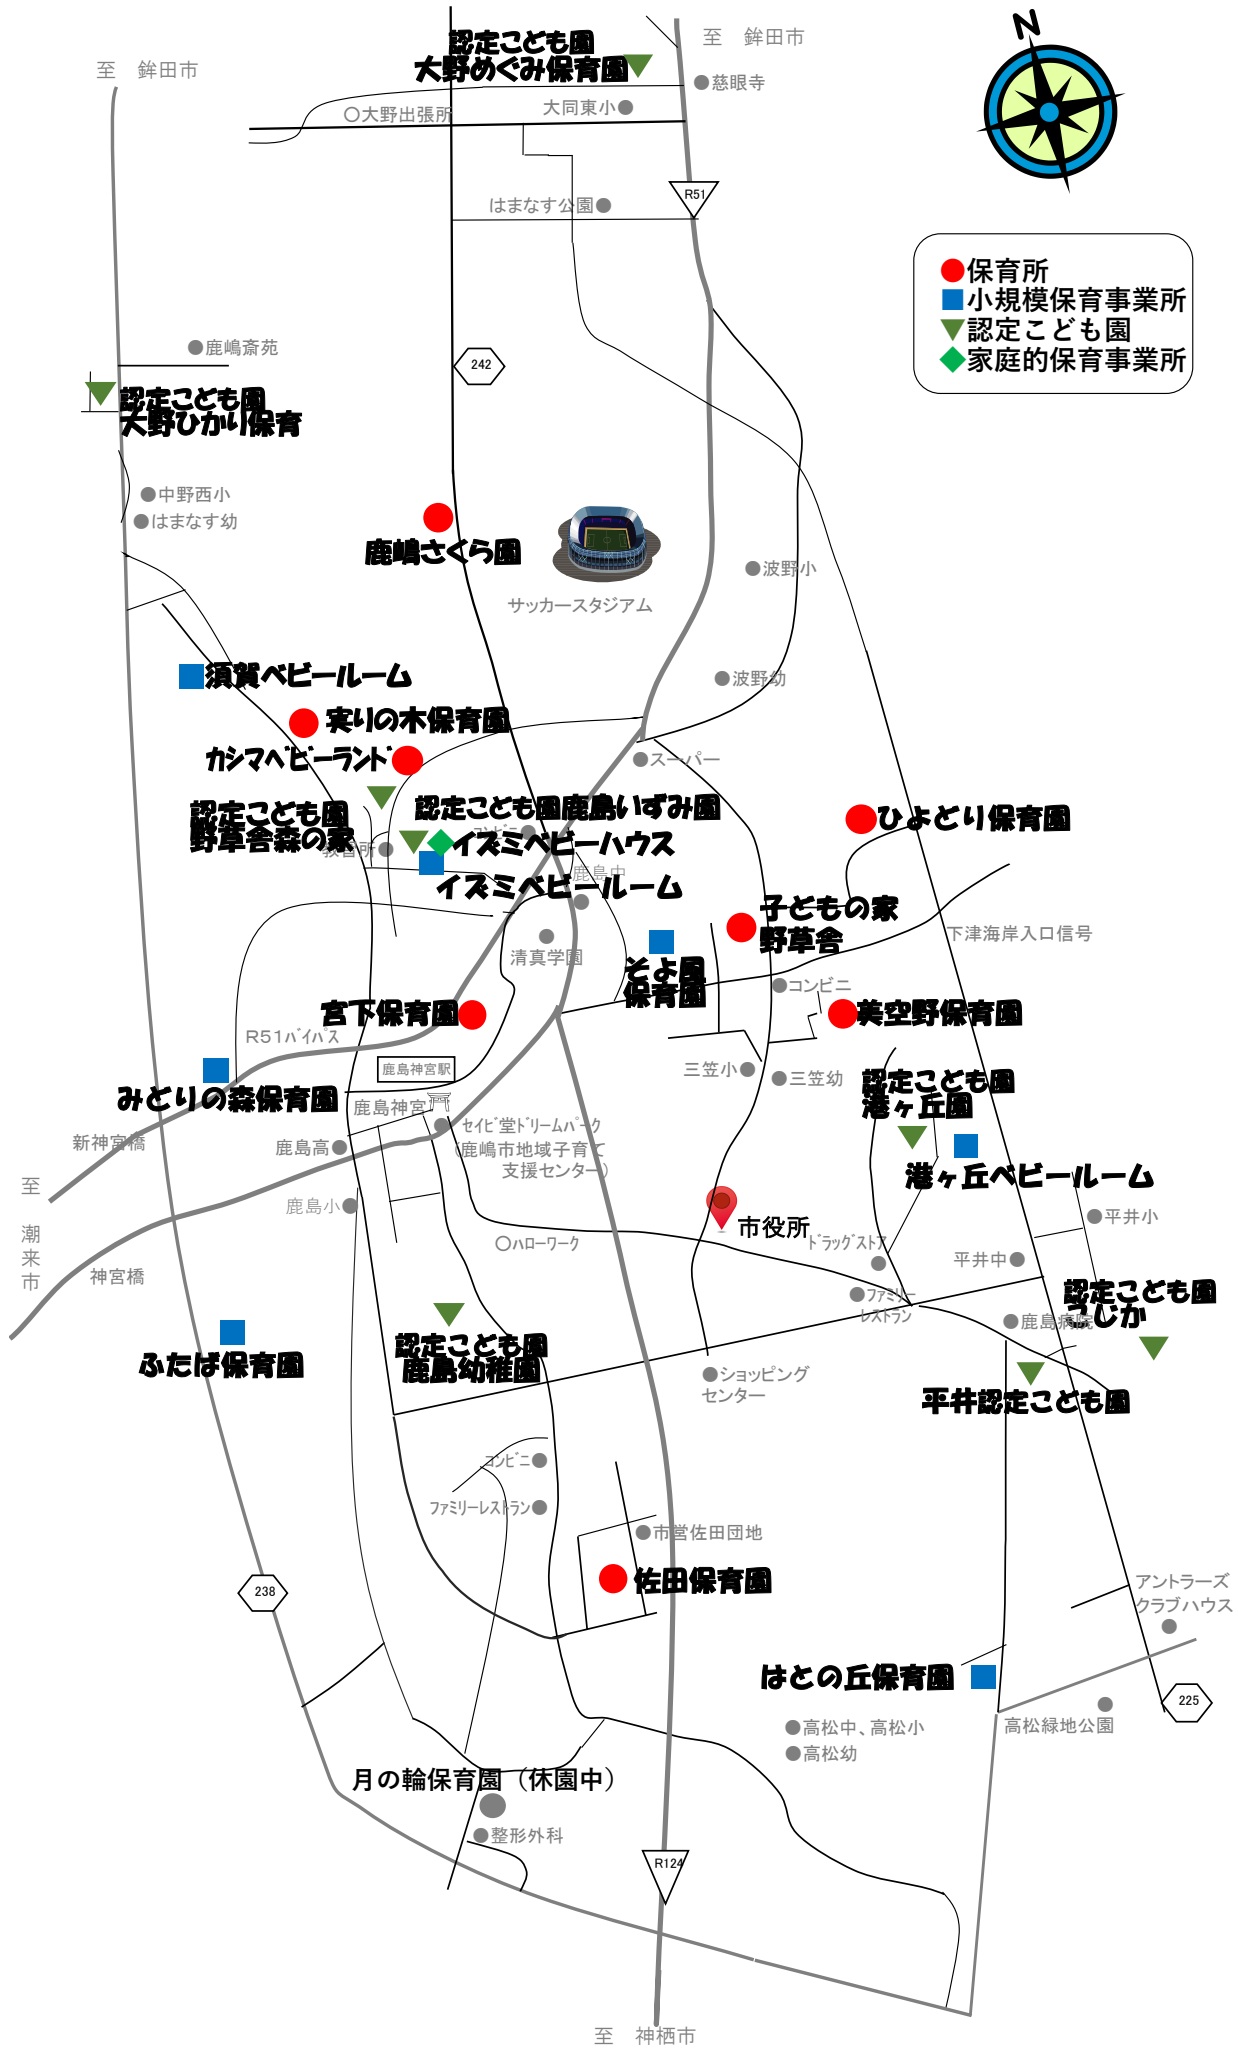 N
至　鉾田市
至　鉾田市
認定こども園
大野めぐみ保育園
慈眼寺
大野出張所
大同東小
R51
はまなす公園
保育所
小規模保育事業所
認定こども園
家庭的保育事業所
鹿嶋斎苑
242
認定こども園
大野ひかり保育
中野西小
はまなす幼
鹿嶋さくら園
サッカースタジアム
波野小
須賀ベビールーム
波野幼
実りの木保育園
カシマベビーランド
スーパー
認定こども園
野草舎森の家
認定こども園鹿島いずみ園
コンビニ
イズミベビーハウス
教習所
イズミベビールーム
鹿島中
ひよどり保育園
子どもの家
野草舎
下津海岸入口信号
清真学園
そよ園
保育園
コンビニ
宮下保育園
美空野保育園
R51バイパス
鹿島神宮駅
三笠小
三笠幼
みどりの森保育園
鹿島神宮
認定こども園
港ヶ丘園
新神宮橋
鹿島高
セイビ堂ドリームパーク
(鹿嶋市地域子育て
支援センター)
港ヶ丘ベビールーム
至
潮
来
市
鹿島小
市役所
平井小
ハローワーク
ドラッグストア
平井中
神宮橋
ファミリー
レストラン
認定こども園
こじか
鹿島病院
ふたば保育園
認定こども園
鹿島幼稚園
ショッピング
センター
平井認定こども園
コンビニ
ファミリーレストラン
市営佐田団地
238
佐田保育園
アントラーズ
クラブハウス
はとの丘保育園
225
高松中、高松小
高松緑地公園
高松幼
月の輪保育園（休園中）
整形外科
R124
至　神栖市